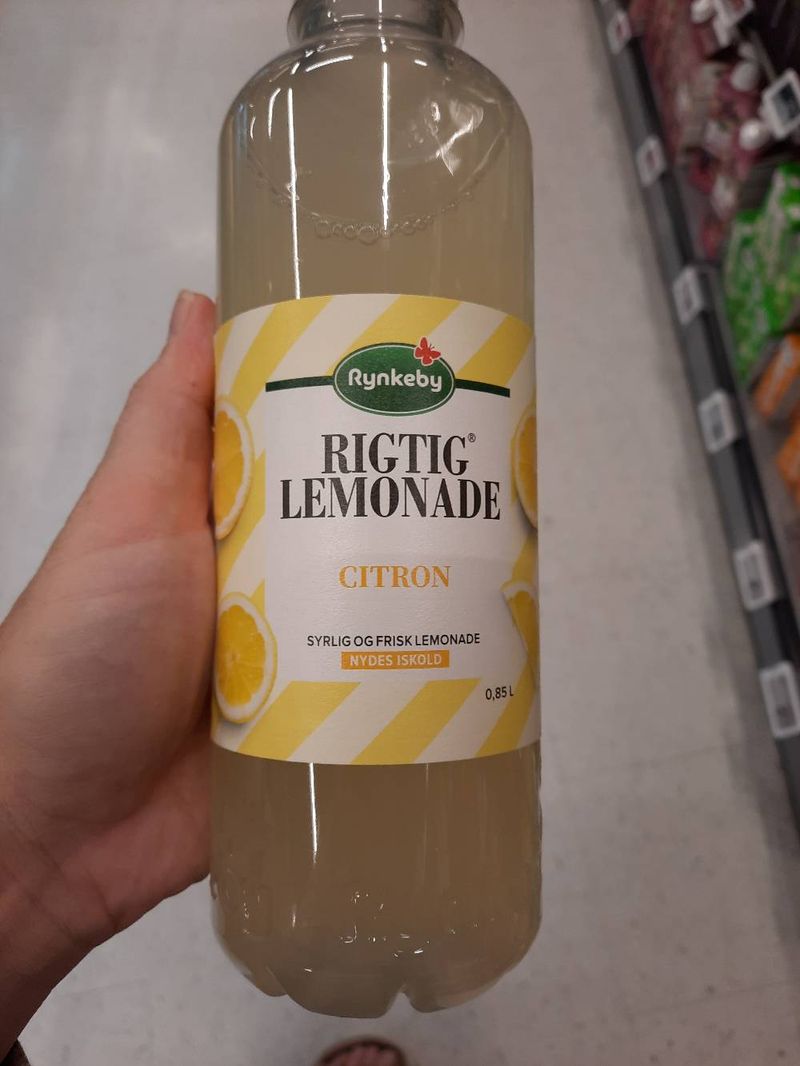 Rynkeby
RIGTIG®
LEMONADE
CITRON
SYRLIG OG FRISK LEMONADE
NYDES ISKOLD
0,85 L